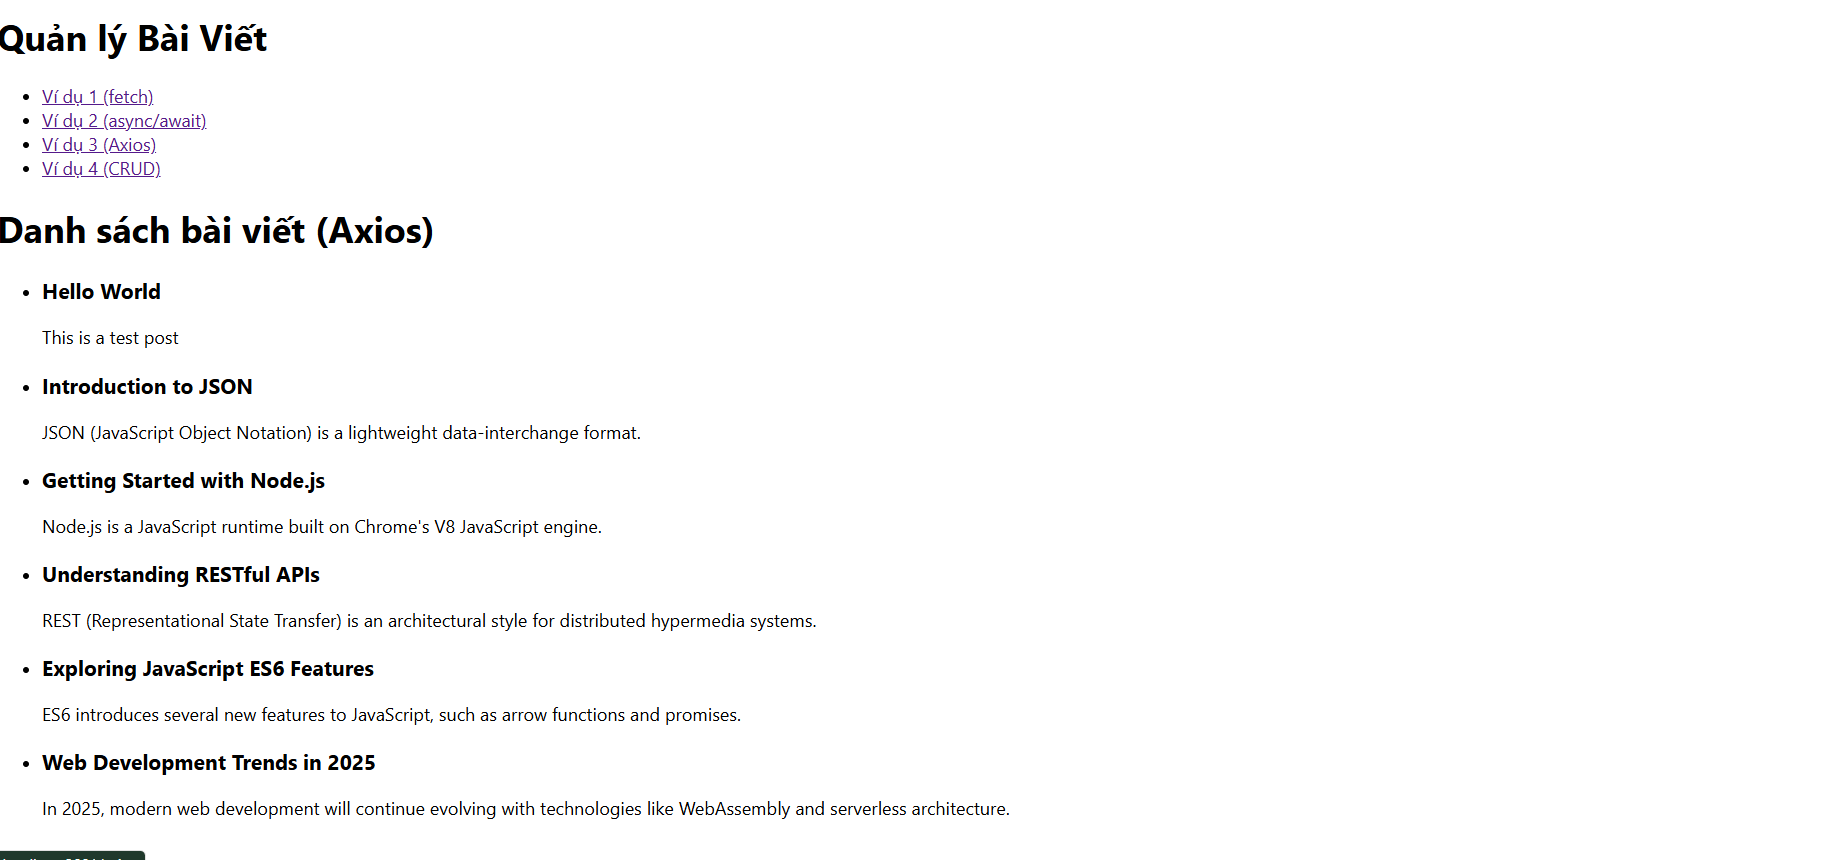 Quản lý Bài Viết
Ví dụ 1 (fetch)
Ví dụ 2 (async/await)
Ví dụ 3 (Axios)
Ví dụ 4 (CRUD)
Danh sách bài viết (Axios)
Hello World
This is a test post
Introduction to JSON
JSON (JavaScript Object Notation) is a lightweight data-interchange format.
Getting Started with Node.js
Node.js is a JavaScript runtime built on Chrome's V8 JavaScript engine.
Understanding RESTful APIs
REST (Representational State Transfer) is an architectural style for distributed hypermedia systems.
Exploring JavaScript ES6 Features
ES6 introduces several new features to JavaScript, such as arrow functions and promises.
Web Development Trends in 2025
In 2025, modern web development will continue evolving with technologies like WebAssembly and serverless architecture.